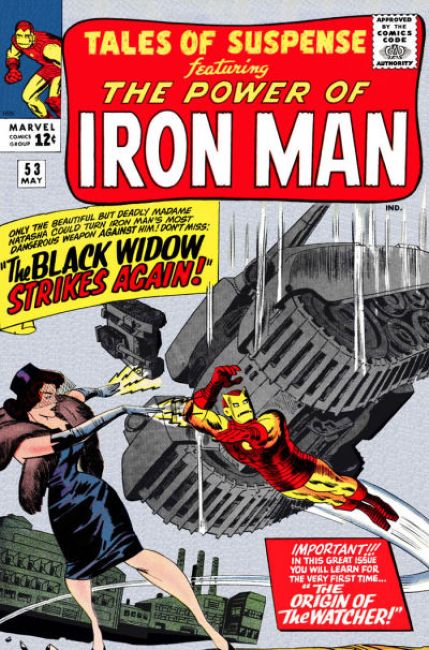 TALES OF SUSPENSE
featuring
THE POWER OF
IRON MAN
APPROVED
BY THE
COMICS
CODE
AUTHORITY
MARVEL
COMICS
GROUP
12¢
53
MAY
IND.
ONLY THE BEAUTIFUL BUT DEADLY MADAME
NATASHA COULD TURN IRON MAN'S MOST
DANGEROUS WEAPON AGAINST HIM! DON'T MISS:
"The BLACK WIDOW
STRIKES AGAIN!"
IMPORTANT!!!
IN THIS GREAT ISSUE
YOU WILL LEARN FOR
THE VERY FIRST TIME...
"THE
ORIGIN OF
The WATCHER!"